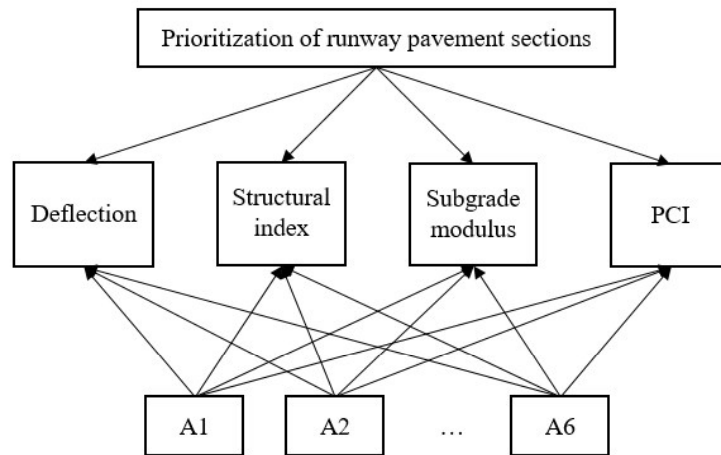 Prioritization of runway pavement sections
Deflection
Structural
index
Subgrade
modulus
PCI
A1
A2
...
A6